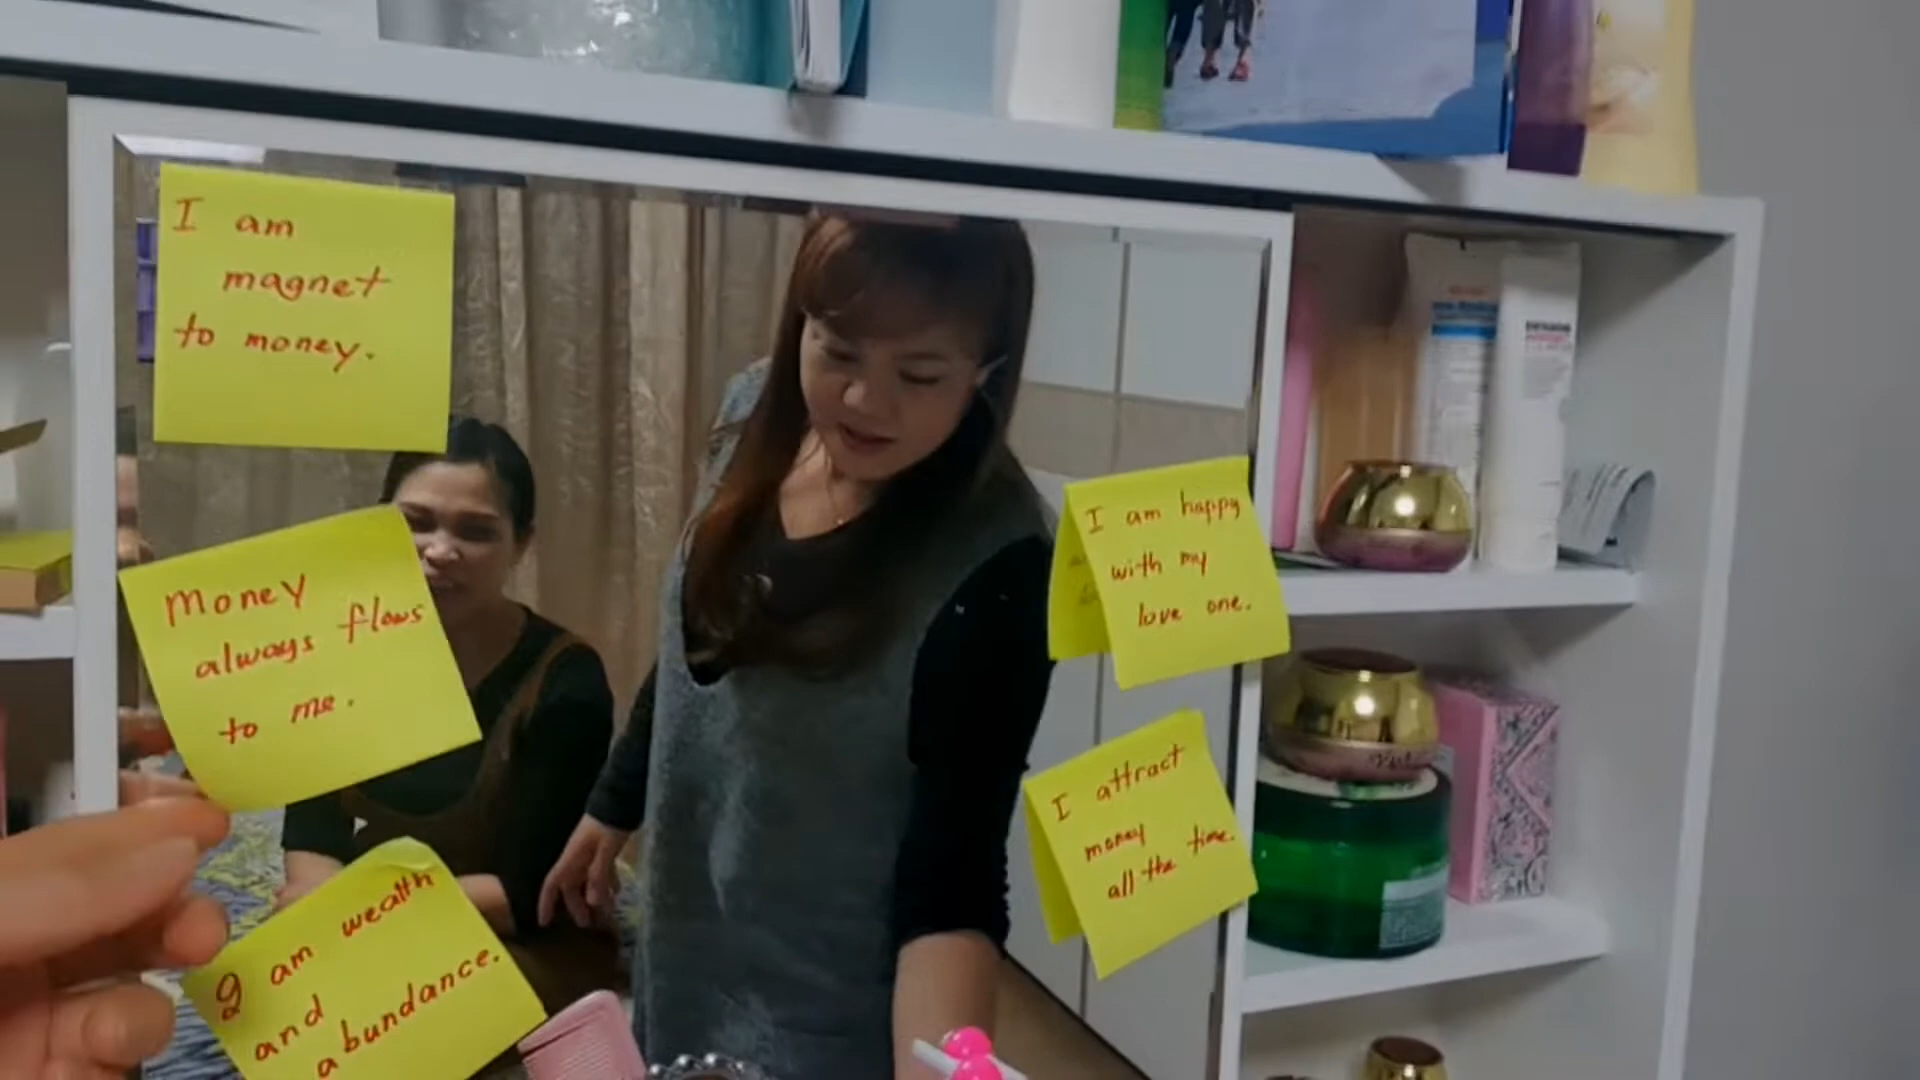 I am
magnet
to money.
Money
always flows
to me.
I am wealth
and
abundance.
I am happy
with my
love one.
I attract
money
all the time.